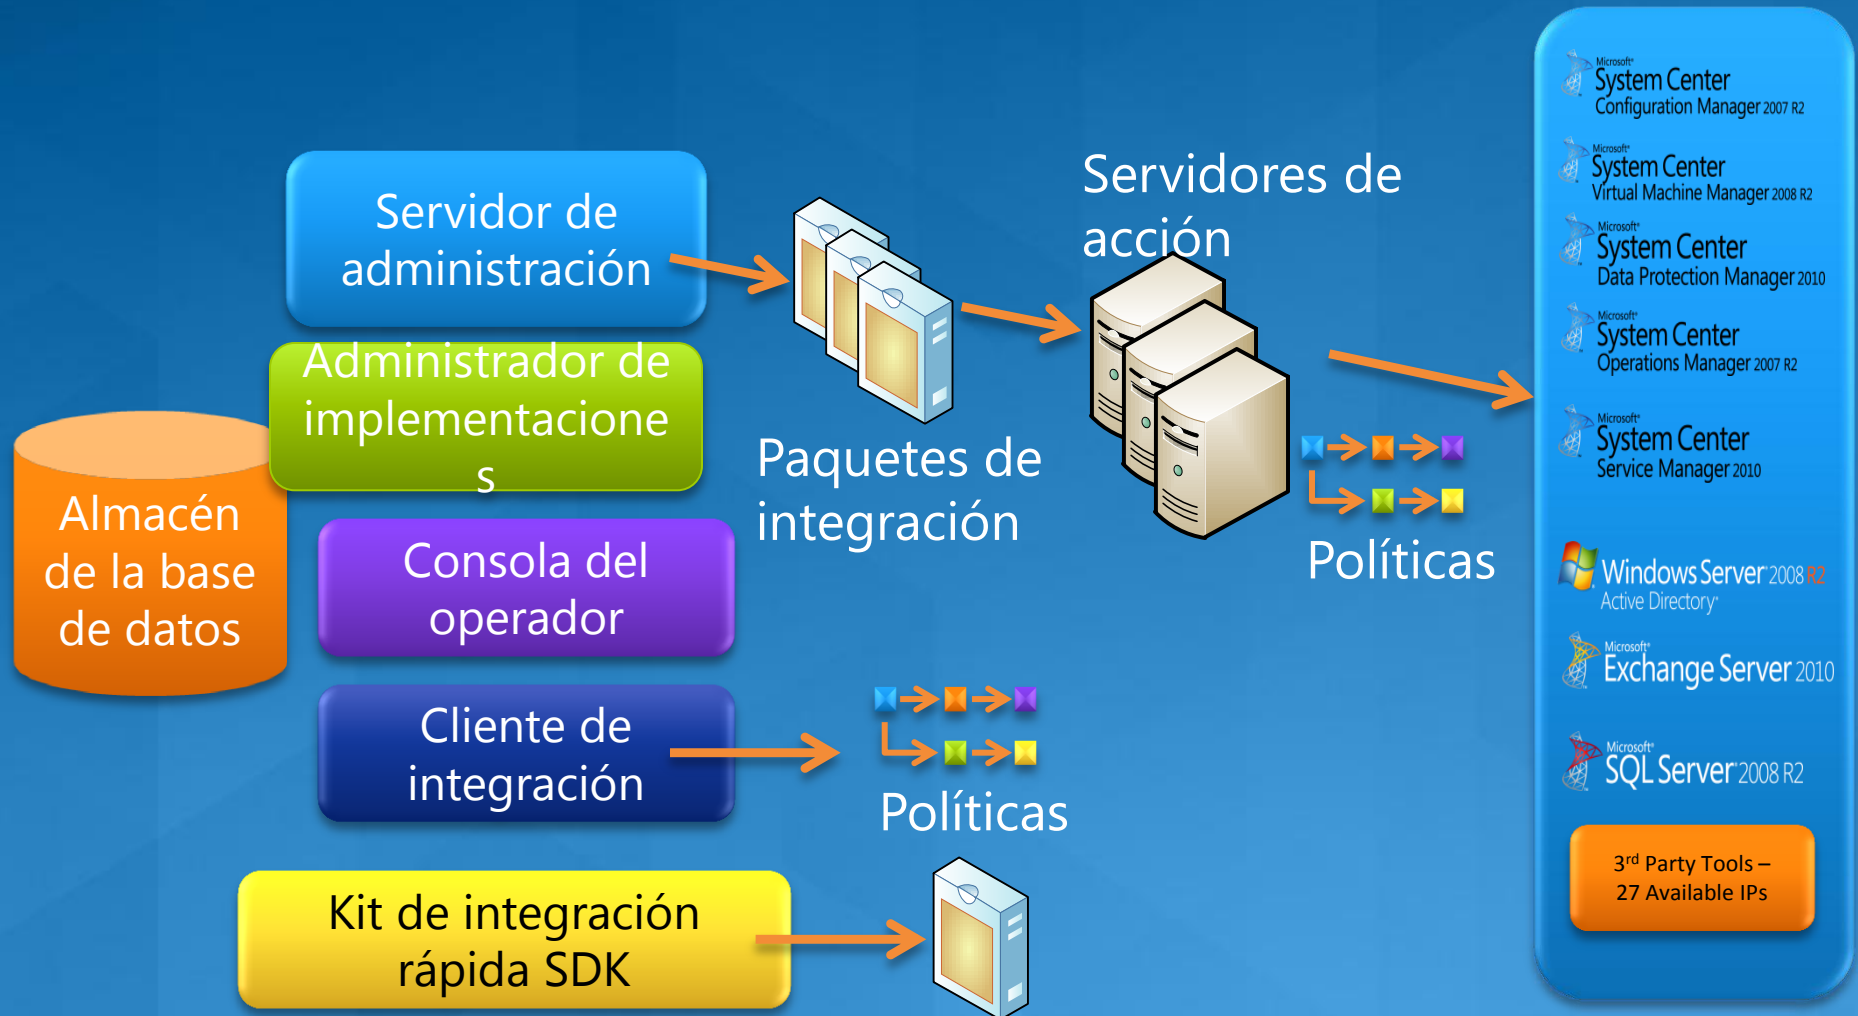 Servidor de
administración
Administrador de
implementacione
s
Almacén
de la base
de datos
Consola del
operador
Cliente de
integración
Kit de integración
rápida SDK
Paquetes de
integración
Servidores de
acción
Políticas
Políticas
Microsoft®
System Center
Configuration Manager 2007 R2
Microsoft®
System Center
Virtual Machine Manager 2008 R2
Microsoft®
System Center
Data Protection Manager 2010
Microsoft®
System Center
Operations Manager 2007 R2
Microsoft®
System Center
Service Manager 2010
Windows Server® 2008 R2
Active Directory®
Microsoft®
Exchange Server 2010
Microsoft®
SQL Server® 2008 R2
3rd Party Tools –
27 Available IPs